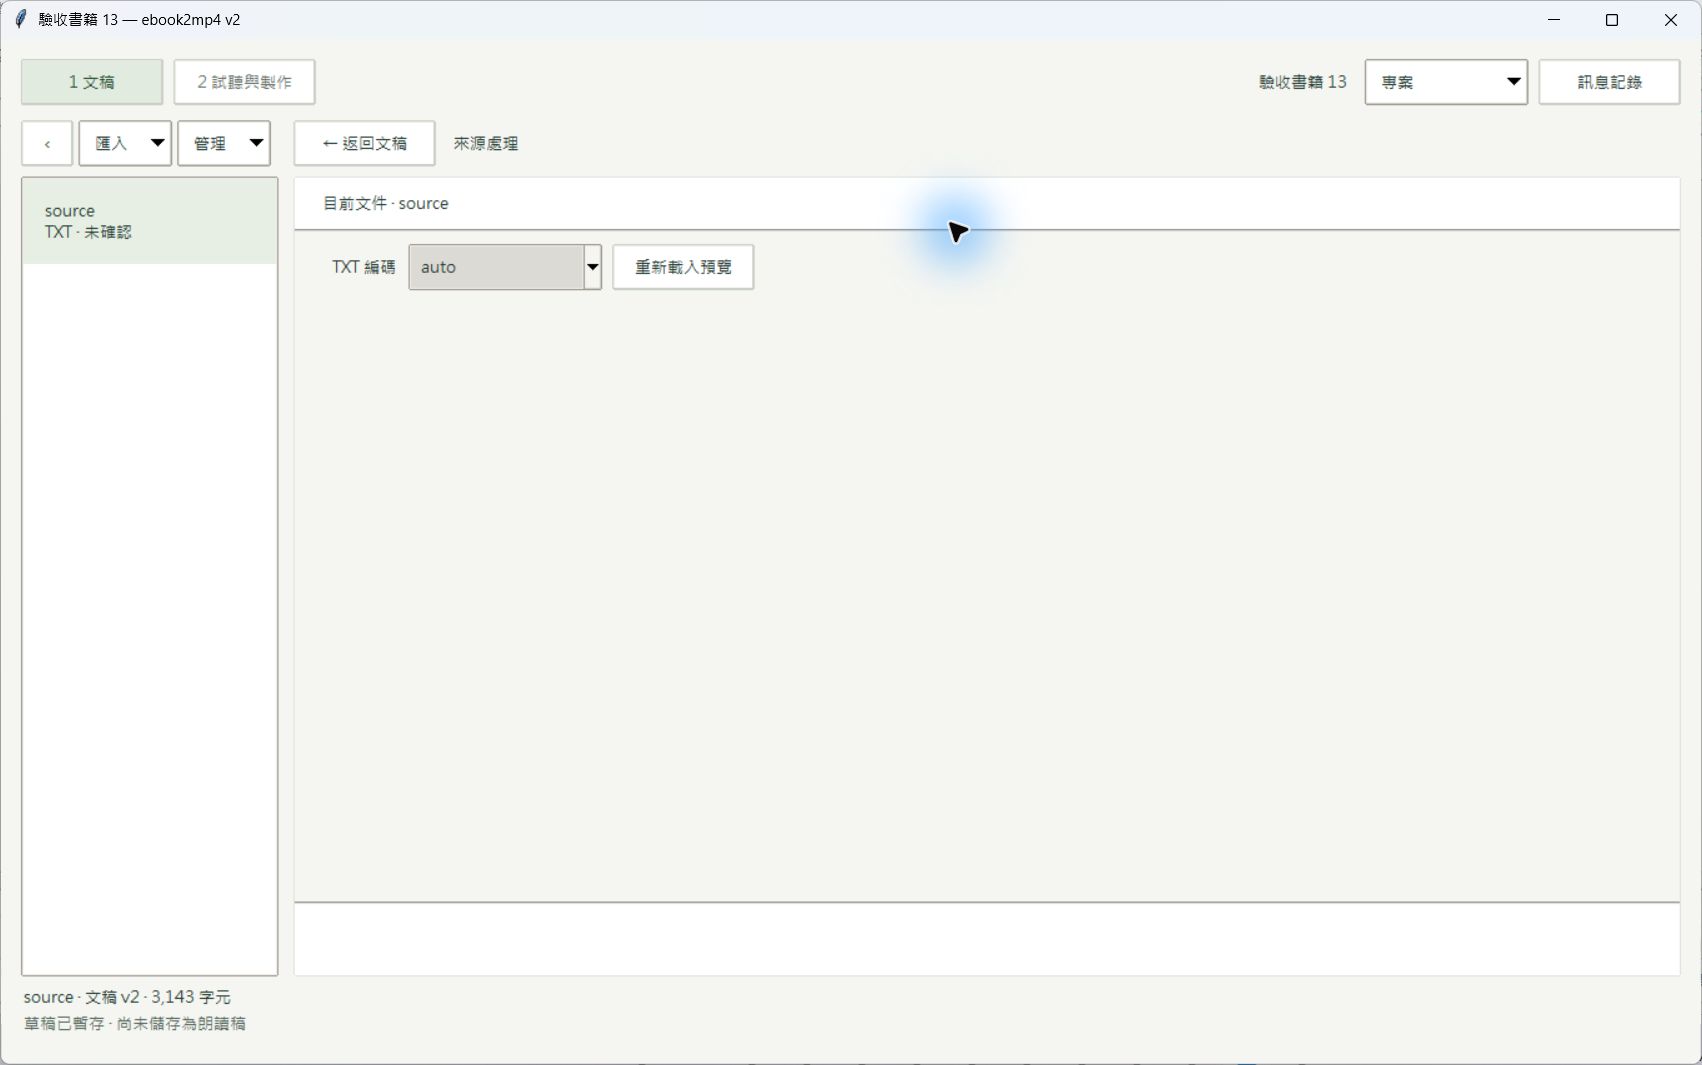 驗收書籍 13 — ebook2mp4 v2
1 文稿
2 試聽與製作
驗收書籍 13
專案
訊息記錄
‹
匯入
管理
← 返回文稿
來源處理
source
TXT · 未確認
目前文件 · source
TXT 編碼
auto
重新載入預覽
source · 文稿 v2 · 3,143 字元
草稿已暫存 · 尚未儲存為朗讀稿